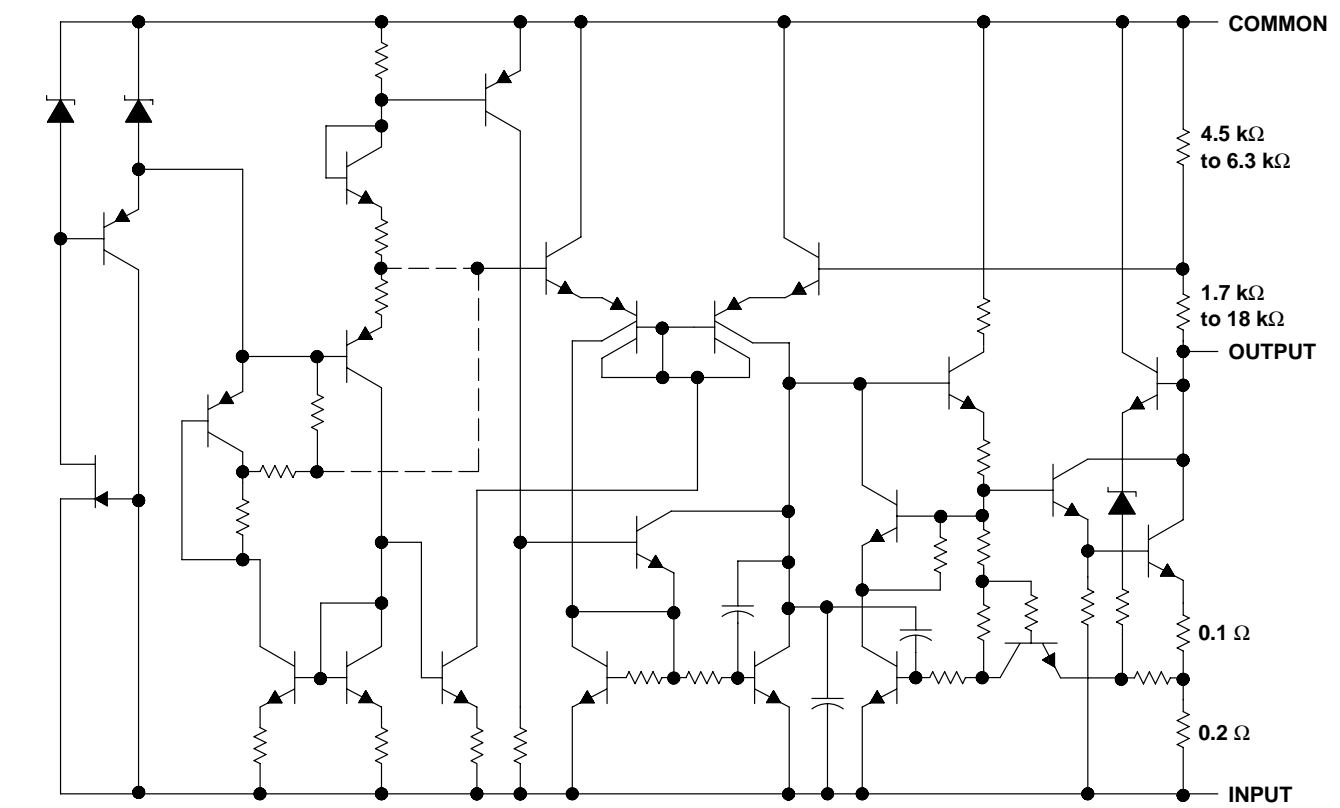 COMMON
4.5 kΩ
to 6.3 kΩ
1.7 kΩ
to 18 kΩ
OUTPUT
0.1 Ω
0.2 Ω
INPUT